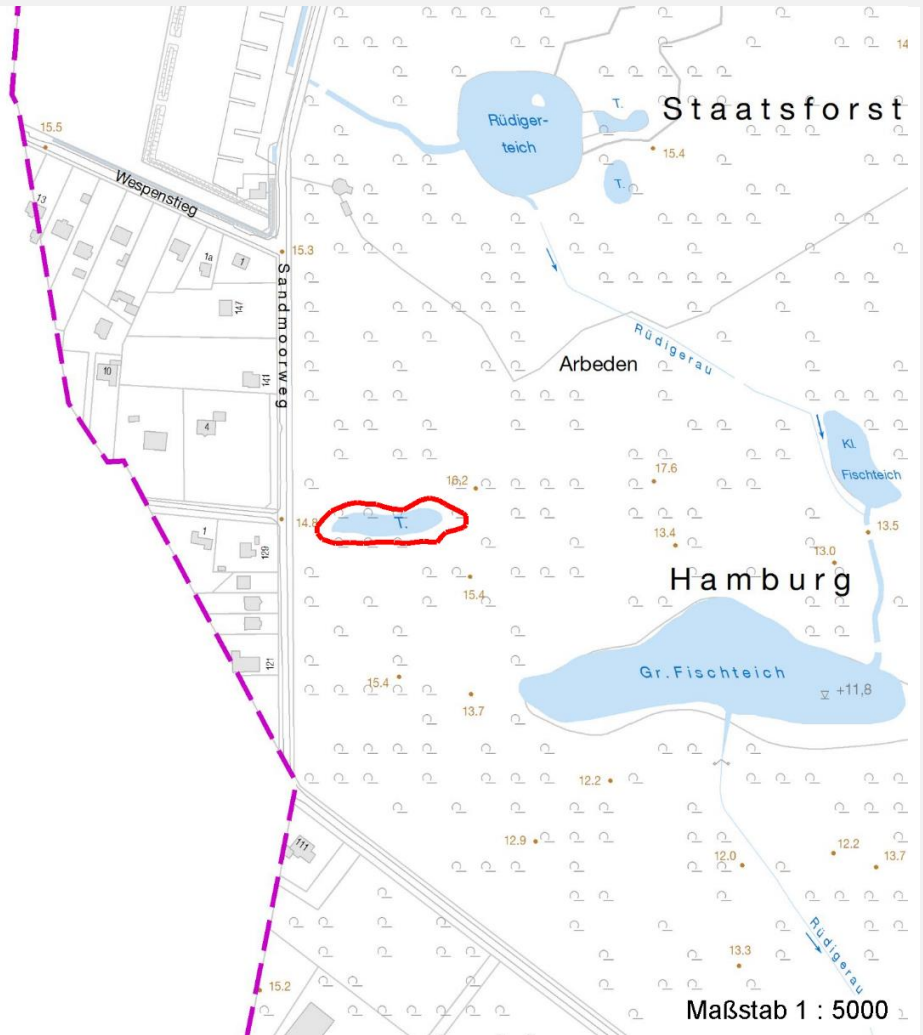 14
T.
Staatsforst
Rüdiger-
teich
15.5
15.4
T.
Wespenstieg
13
15.3
1a
1
Sandmoorweg
147
Rüdigerau
Arbeden
10
141
4
Kl.
Fischteich
17.6
16.2
14.8
T.
13.5
1
129
13.4
13.0
15.4
Hamburg
121
15.4
Gr. Fischteich
+11,8
13.7
12.2
111
12.9
12.2
12.0
13.7
Rüdigerau
13.3
15.2
Maßstab 1 : 5000